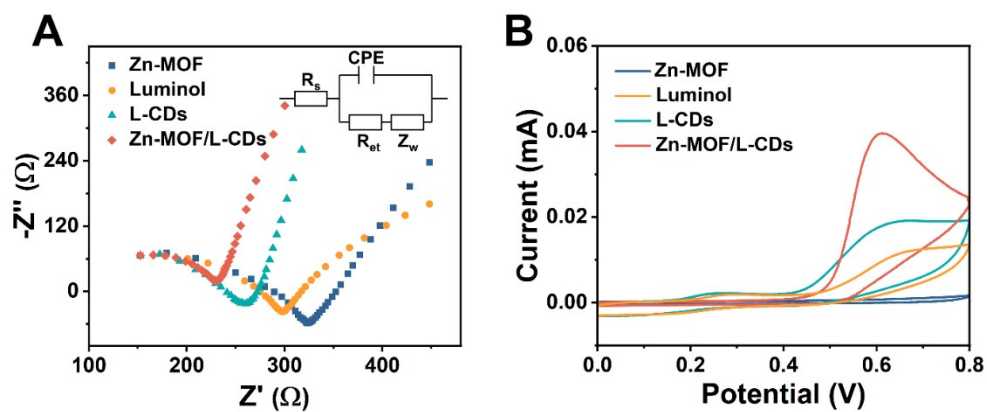 A
Zn-MOF
Luminol
L-CDs
Zn-MOF/L-CDs
CPE
Rs
Ret
Zw
360
240
120
0
-Z'' (Ω)
100
200
300
400
Z' (Ω)
B
Zn-MOF
Luminol
L-CDs
Zn-MOF/L-CDs
0.06
0.04
0.02
0.00
Current (mA)
0.0
0.2
0.4
0.6
0.8
Potential (V)